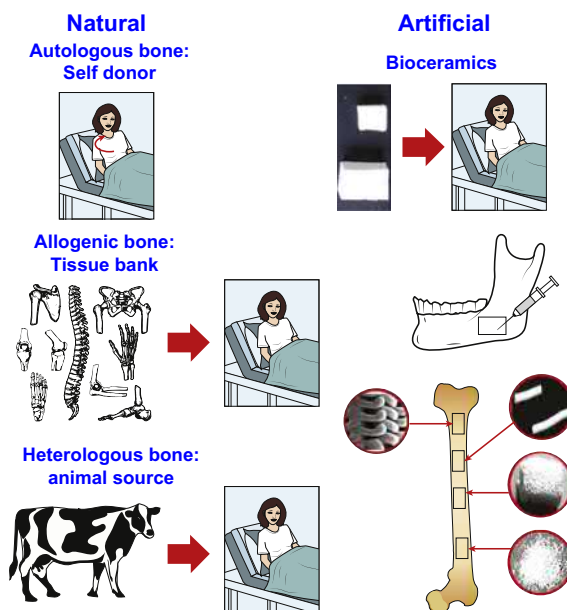 Natural
Autologous bone:
Self donor
Allogenic bone:
Tissue bank
Heterologous bone:
animal source
Artificial
Bioceramics